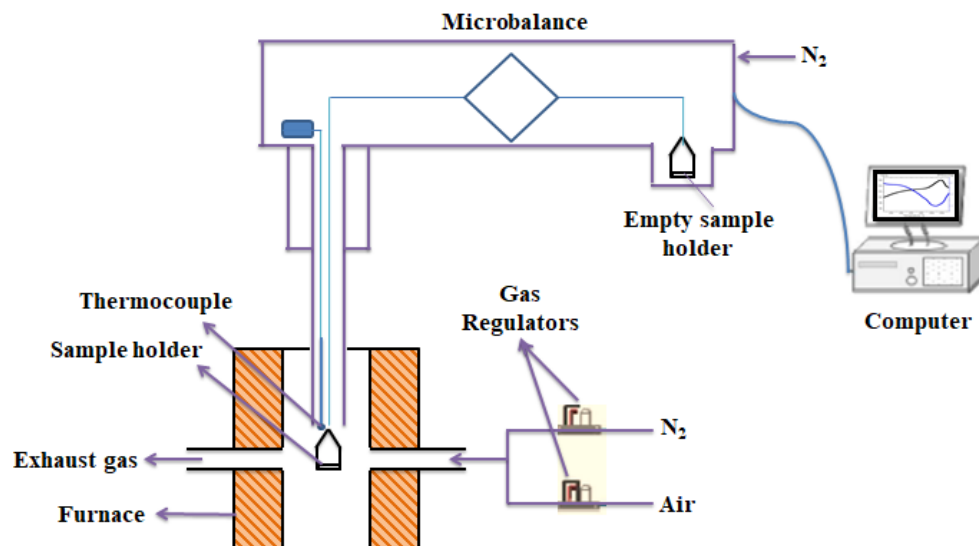 Microbalance
N₂
Empty sample
holder
Computer
Thermocouple
Sample holder
Gas
Regulators
N₂
Exhaust gas
Air
Furnace